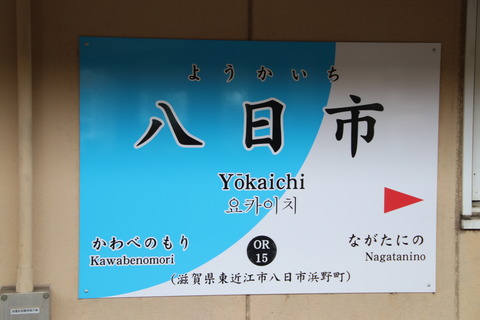 ようかいち
八日市
Yōkaichi
요카이치
かわべのもり
Kawabenomori
OR
15
ながたにの
Nagatanino
(滋賀県東近江市八日市浜野町)